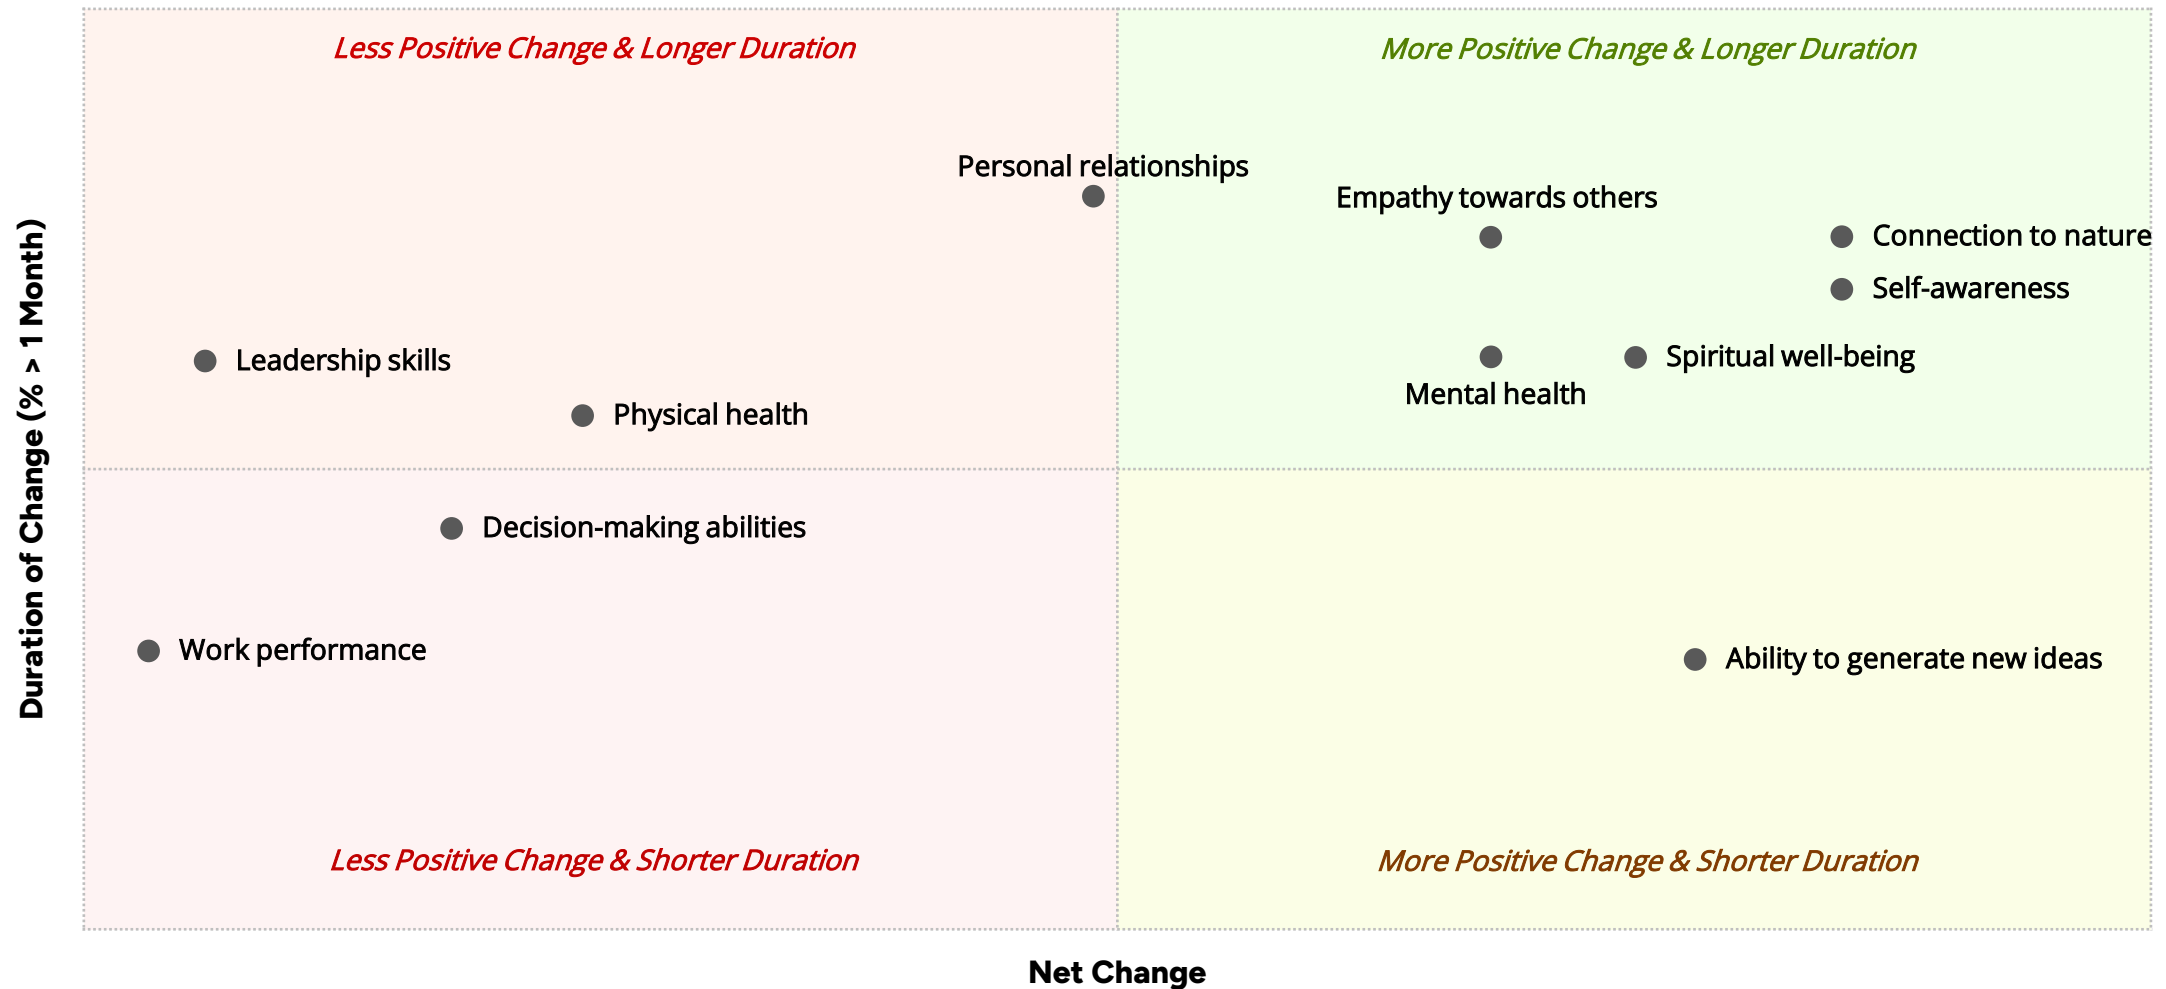 Less Positive Change & Longer Duration
More Positive Change & Longer Duration
Personal relationships
Empathy towards others
Connection to nature
Self-awareness
Leadership skills
Spiritual well-being
Mental health
Physical health
Duration of Change (% > 1 Month)
Decision-making abilities
Work performance
Ability to generate new ideas
Less Positive Change & Shorter Duration
More Positive Change & Shorter Duration
Net Change